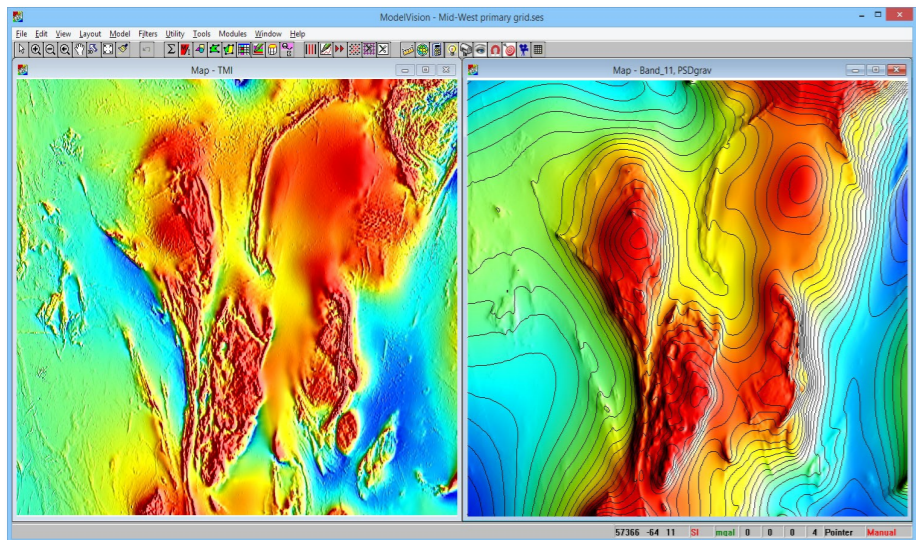 ModelVision - Mid-West primary grid.ses
File Edit View Layout Model Filters Utility Tools Modules Window Help
Map - TMI
Map - Band_11, PSDgrav
57366 -64 11 SI mgal 0 0 0 4 Pointer Manual